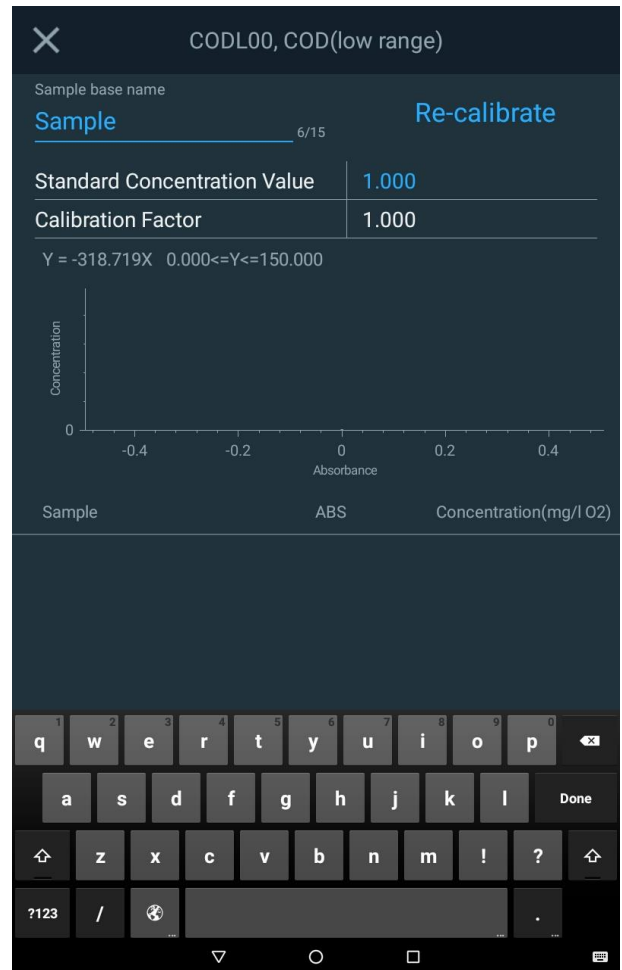 CODL00, COD(low range)
Sample base name
Sample
6/15
Re-calibrate
Standard Concentration Value 1.000
Calibration Factor 1.000
Y = -318.719X 0.000<=Y<=150.000
Concentration
0
-0.4 -0.2 0 0.2 0.4
Absorbance
Sample ABS Concentration(mg/l O2)
1 2 3 4 5 6 7 8 9 0
q w e r t y u i o p
a s d f g h j k l Done
z x c v b n m ! ?
?123 / .